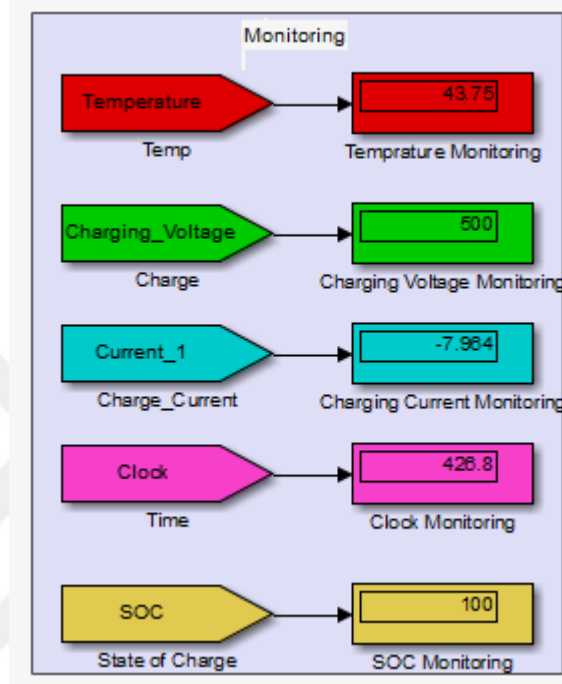 Monitoring
Temperature
43.75
Temp
Temprature Monitoring
Charging_Voltage
500
Charge
Charging Voltage Monitoring
Current_1
-7.964
Charge_Current
Charging Current Monitoring
Clock
426.8
Time
Clock Monitoring
SOC
100
State of Charge
SOC Monitoring